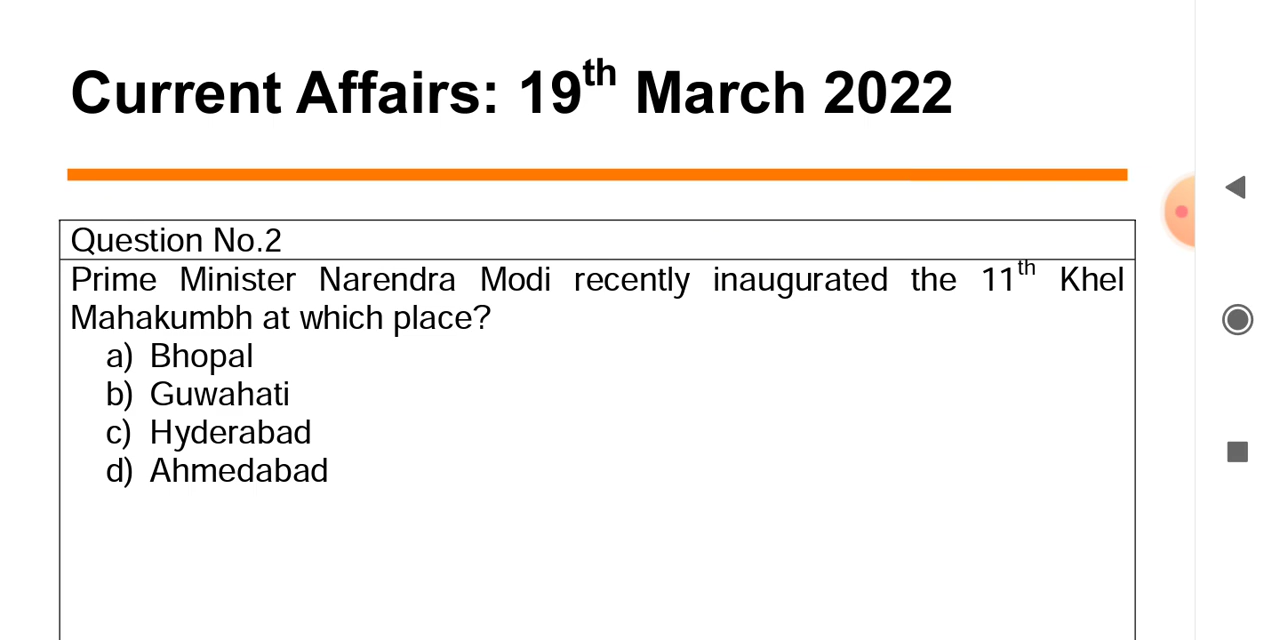 Current Affairs: 19th March 2022
Question No.2
Prime Minister Narendra Modi recently inaugurated the 11th Khel
Mahakumbh at which place?
a) Bhopal
b) Guwahati
c) Hyderabad
d) Ahmedabad